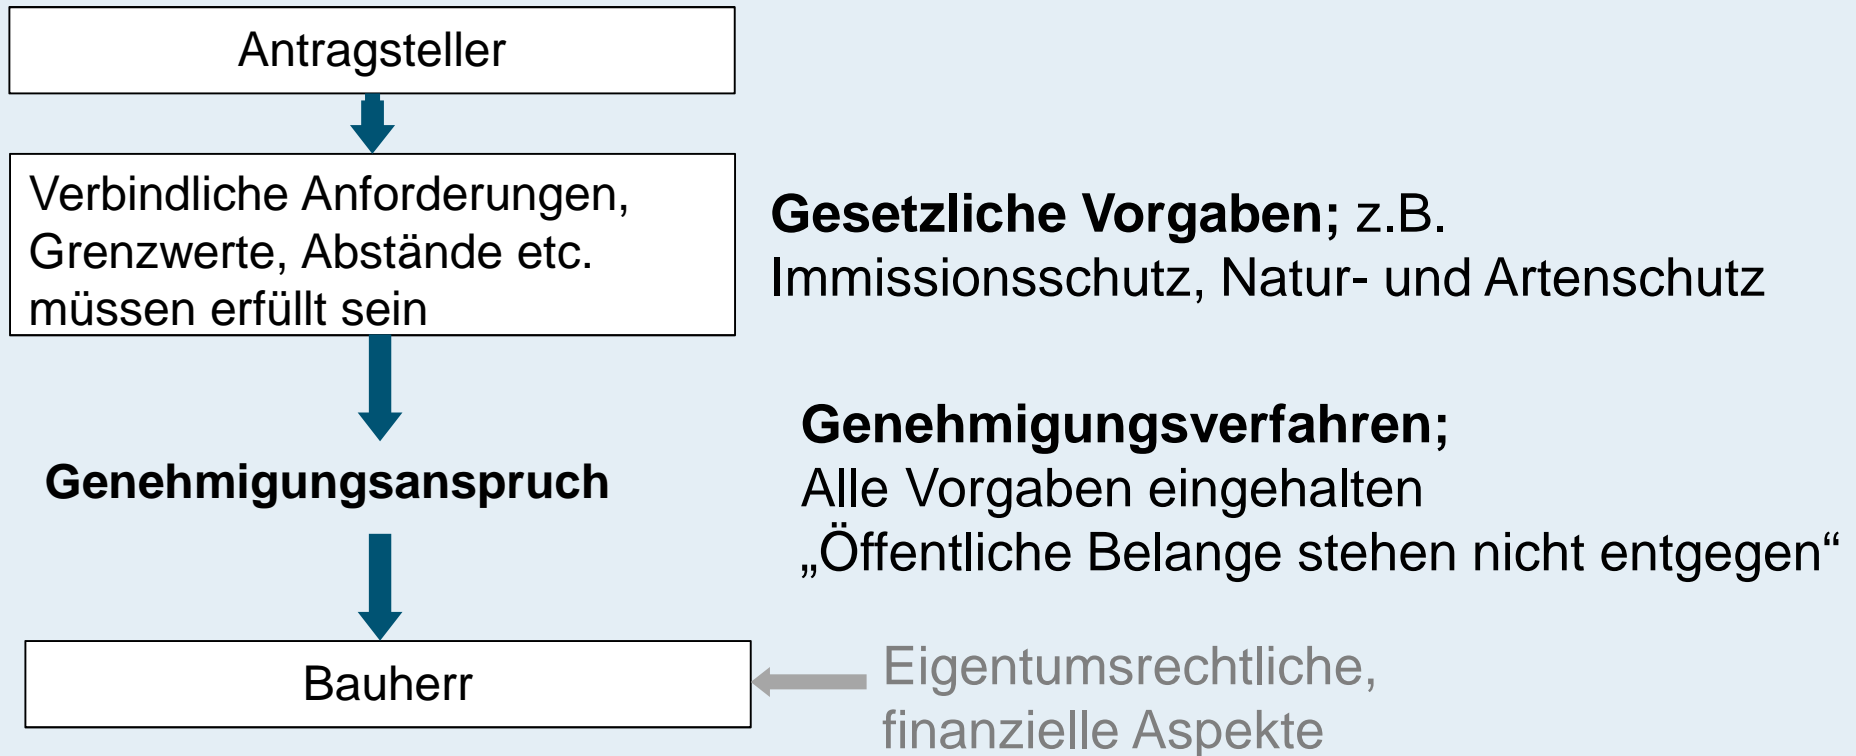 Antragsteller
Verbindliche Anforderungen,
Grenzwerte, Abstände etc.
müssen erfüllt sein
Gesetzliche Vorgaben; z.B.
Immissionsschutz, Natur- und Artenschutz
Genehmigungsanspruch
Genehmigungsverfahren;
Alle Vorgaben eingehalten
„Öffentliche Belange stehen nicht entgegen“
Bauherr
Eigentumsrechtliche,
finanzielle Aspekte